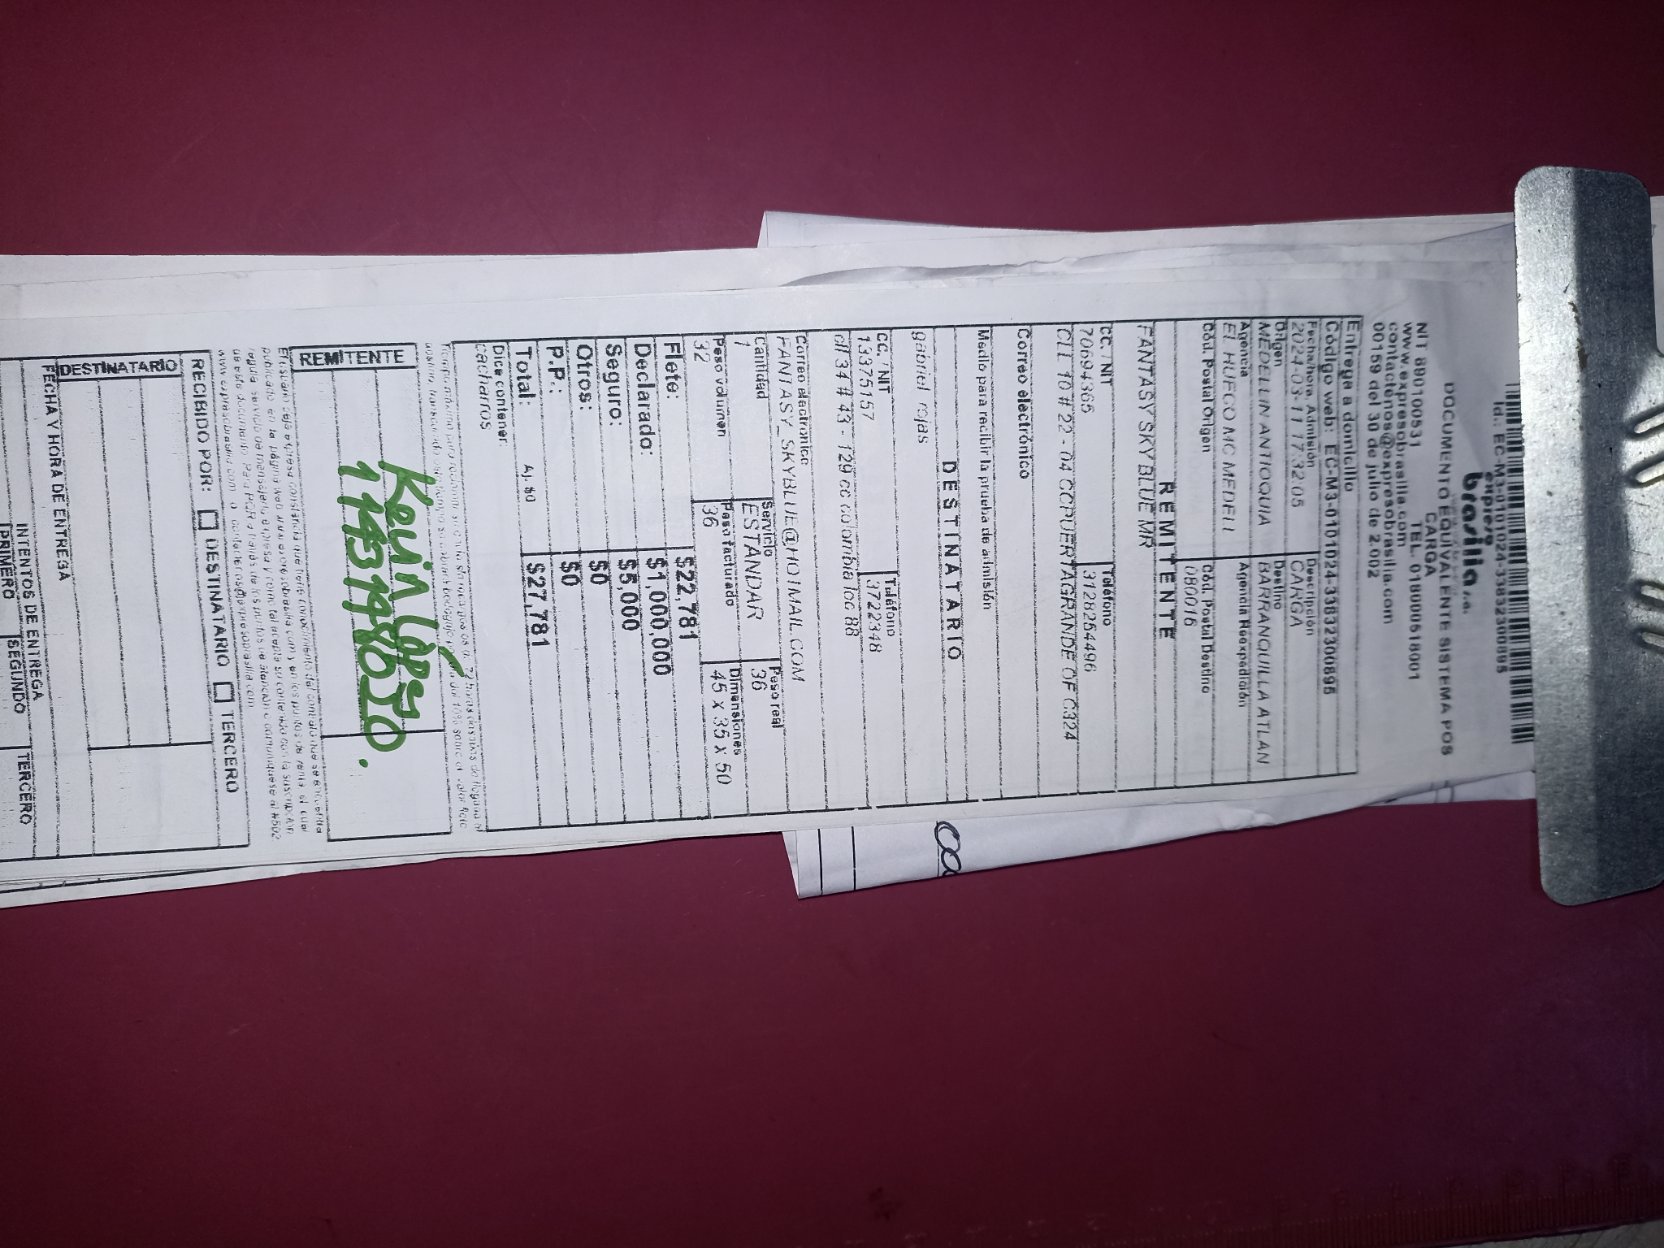 Id.: EC-M3-0101024-33832300895
expreso
brasilia s.a.
DOCUMENTO EQUIVALENTE SISTEMA POS
CARGA
NIT 890100531 TEL. 018000618001
www.expresobrasilia.com
contactenos@expresobrasilia.com
00159 del 30 de julio de 2.002
Entrega a domicilio
Código web: EC-M3-0101024-33832300895
Fecha/hora Admisión Descripción
2024-03-11 17:32:05 CARGA
Origen Destino
MEDELLIN ANTIOQUIA BARRANQUILLA ATLAN
Agencia Agencia Reexpedición
EL HUECO MC MEDELL
Cód. Postal Origen Cód. Postal Destino
080016
REMITENTE
FANTASY SKY BLUE MR
CC. / NIT Teléfono
70694365 3128264496
CLL 10 # 22 - 04 CC PUERTAGRANDE OF C324
Correo electrónico
Medio para recibir la prueba de admisión
DESTINATARIO
gabriel rojas
CC. / NIT Teléfono
13375157 3722348
cll 34 # 43 - 129 cc colombia loc 88
Correo electrónico
FANTASY_SKYBLUE@HOTMAIL.COM
Cantidad Servicio Peso real
1 ESTANDAR 36
Peso volumen Peso facturado Dimensiones
32 36 45 x 35 x 50
Flete: $22,781
Declarado: $1,000,000
Seguro: $5,000
Otros: $0
P.P.: $0
Total: Aj. $0 $27,781
Dice contener:
cacharros
REMITENTE
Kevin Lopez
RECIBIDO POR: DESTINATARIO TERCERO
DESTINATARIO
FECHA Y HORA DE ENTREGA
INTENTOS DE ENTREGA
PRIMERO SEGUNDO TERCERO